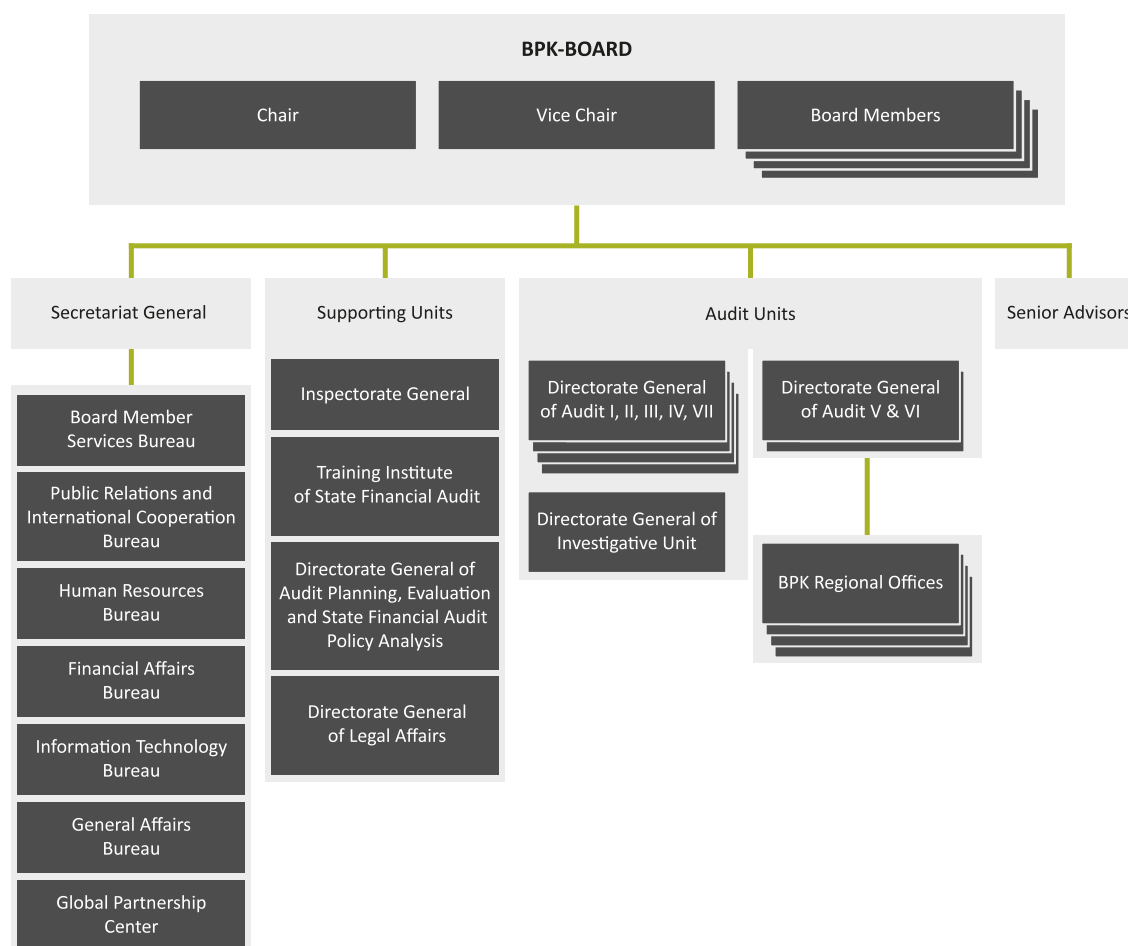 BPK-BOARD
Chair
Vice Chair
Board Members
Secretariat General
Supporting Units
Audit Units
Senior Advisors
Board Member
Services Bureau
Public Relations and
International Cooperation
Bureau
Human Resources
Bureau
Financial Affairs
Bureau
Information Technology
Bureau
General Affairs
Bureau
Global Partnership
Center
Inspectorate General
Training Institute
of State Financial Audit
Directorate General of
Audit Planning, Evaluation
and State Financial Audit
Policy Analysis
Directorate General
of Legal Affairs
Directorate General
of Audit I, II, III, IV, VII
Directorate General of
Investigative Unit
Directorate General
of Audit V & VI
BPK Regional Offices